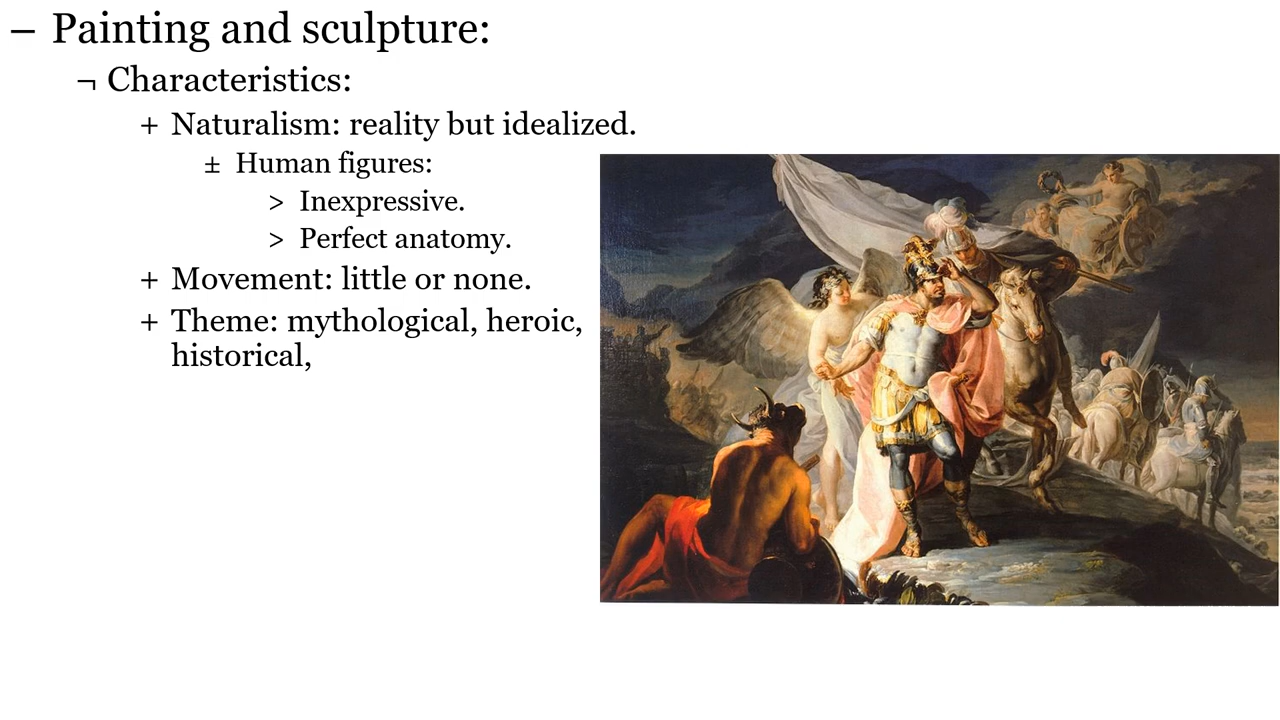 – Painting and sculpture:
¬ Characteristics:
+ Naturalism: reality but idealized.
± Human figures:
> Inexpressive.
> Perfect anatomy.
+ Movement: little or none.
+ Theme: mythological, heroic,
historical,